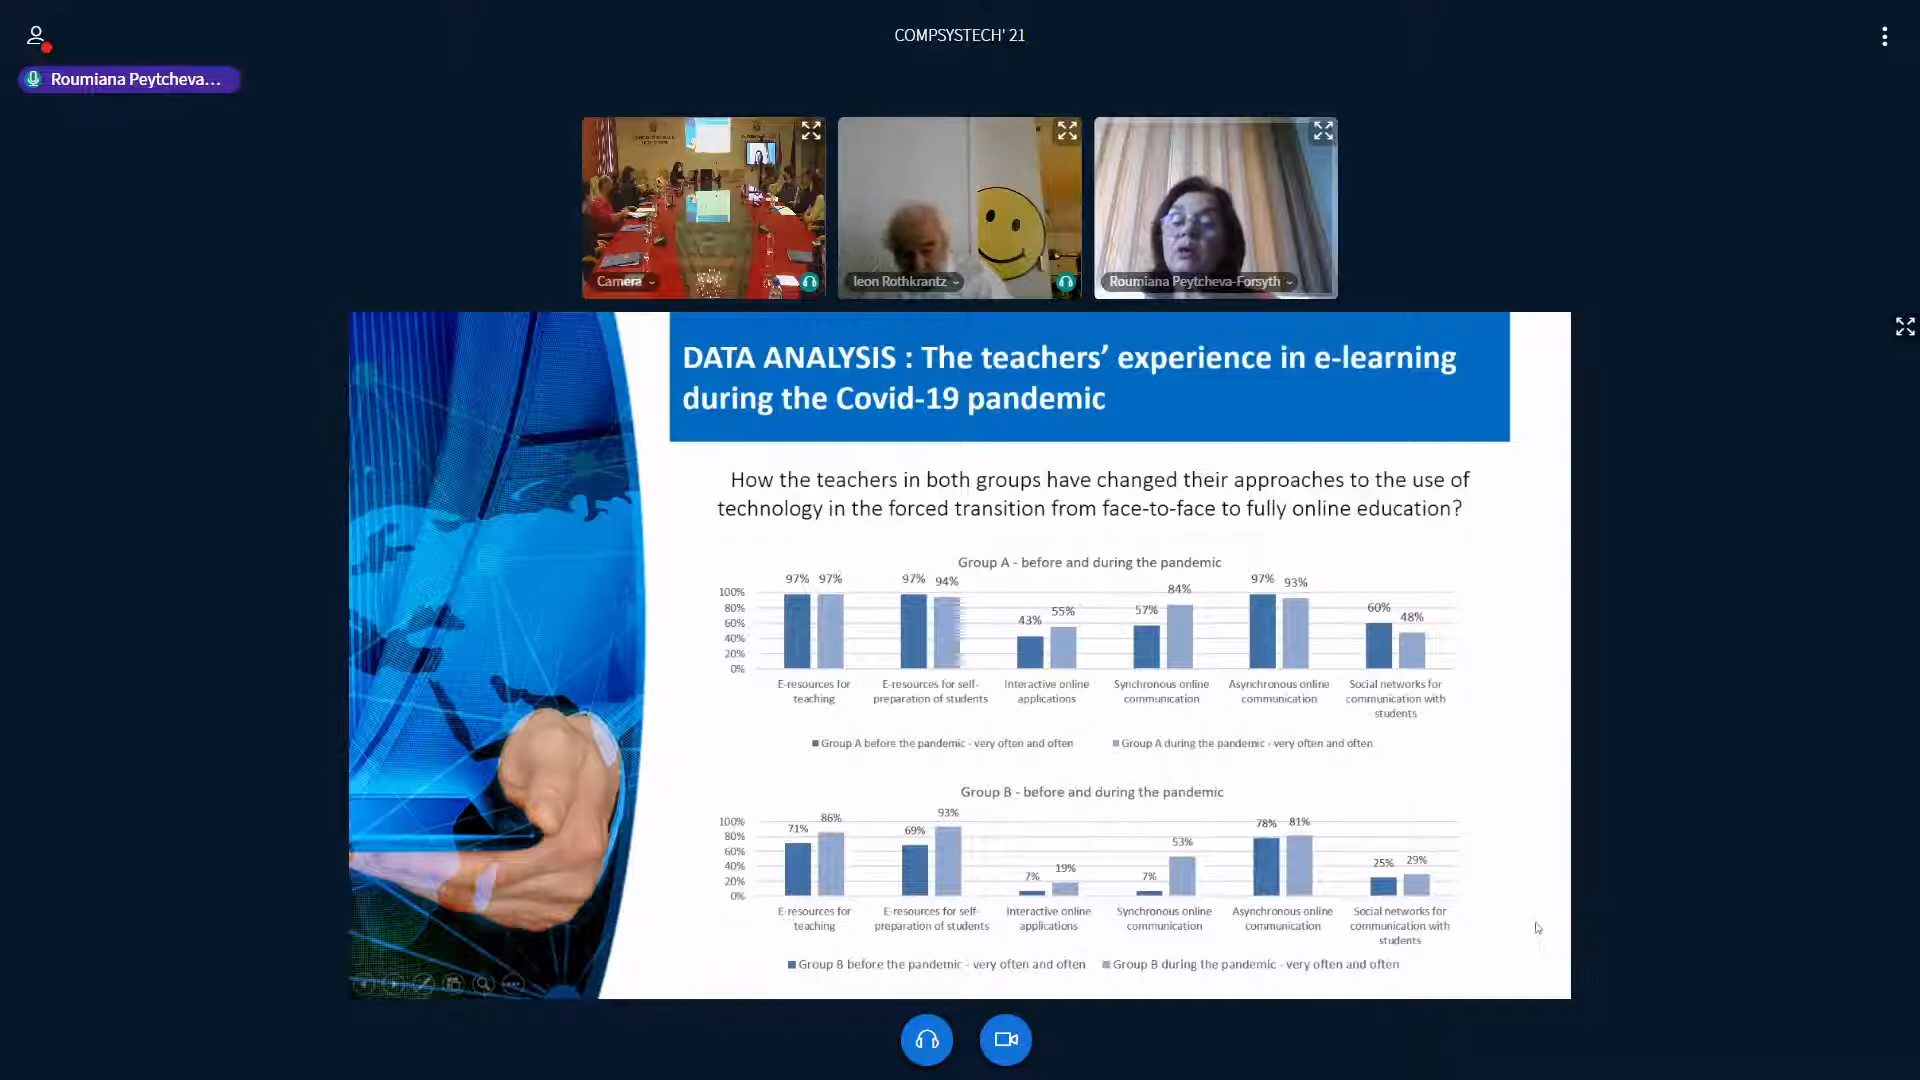 COMPSYSTECH' 21
Roumiana Peytcheva...
Camera
leon Rothkrantz
Roumiana Peytcheva-Forsyth
DATA ANALYSIS : The teachers’ experience in e-learning
during the Covid-19 pandemic
How the teachers in both groups have changed their approaches to the use of
technology in the forced transition from face-to-face to fully online education?
Group A - before and during the pandemic
97% 97% 97% 94% 43% 55% 57% 84% 97% 93% 60% 48%
100%
80%
60%
40%
20%
0%
E-resources for
teaching
E-resources for self-
preparation of students
Interactive online
applications
Synchronous online
communication
Asynchronous online
communication
Social networks for
communication with
students
Group A before the pandemic - very often and often
Group A during the pandemic - very often and often
Group B - before and during the pandemic
71% 86% 69% 93% 7% 19% 7% 53% 78% 81% 25% 29%
100%
80%
60%
40%
20%
0%
E-resources for
teaching
E-resources for self-
preparation of students
Interactive online
applications
Synchronous online
communication
Asynchronous online
communication
Social networks for
communication with
students
Group B before the pandemic - very often and often
Group B during the pandemic - very often and often